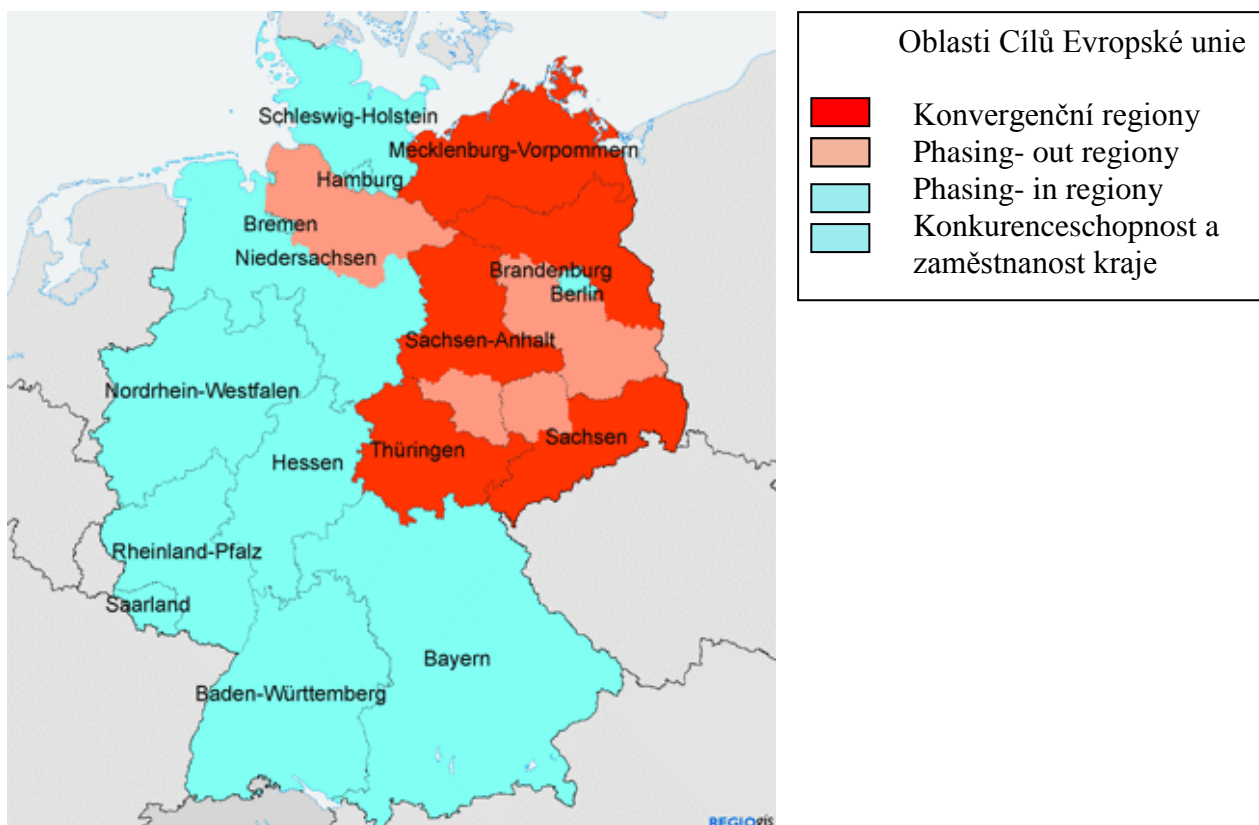 Schleswig-Holstein
Mecklenburg-Vorpommern
Hamburg
Bremen
Niedersachsen
Brandenburg
Berlin
Sachsen-Anhalt
Nordrhein-Westfalen
Sachsen
Thüringen
Hessen
Rheinland-Pfalz
Saarland
Bayern
Baden-Württemberg
REGIOgis
Oblasti Cílů Evropské unie
Konvergenční regiony
Phasing- out regiony
Phasing- in regiony
Konkurenceschopnost a
zaměstnanost kraje